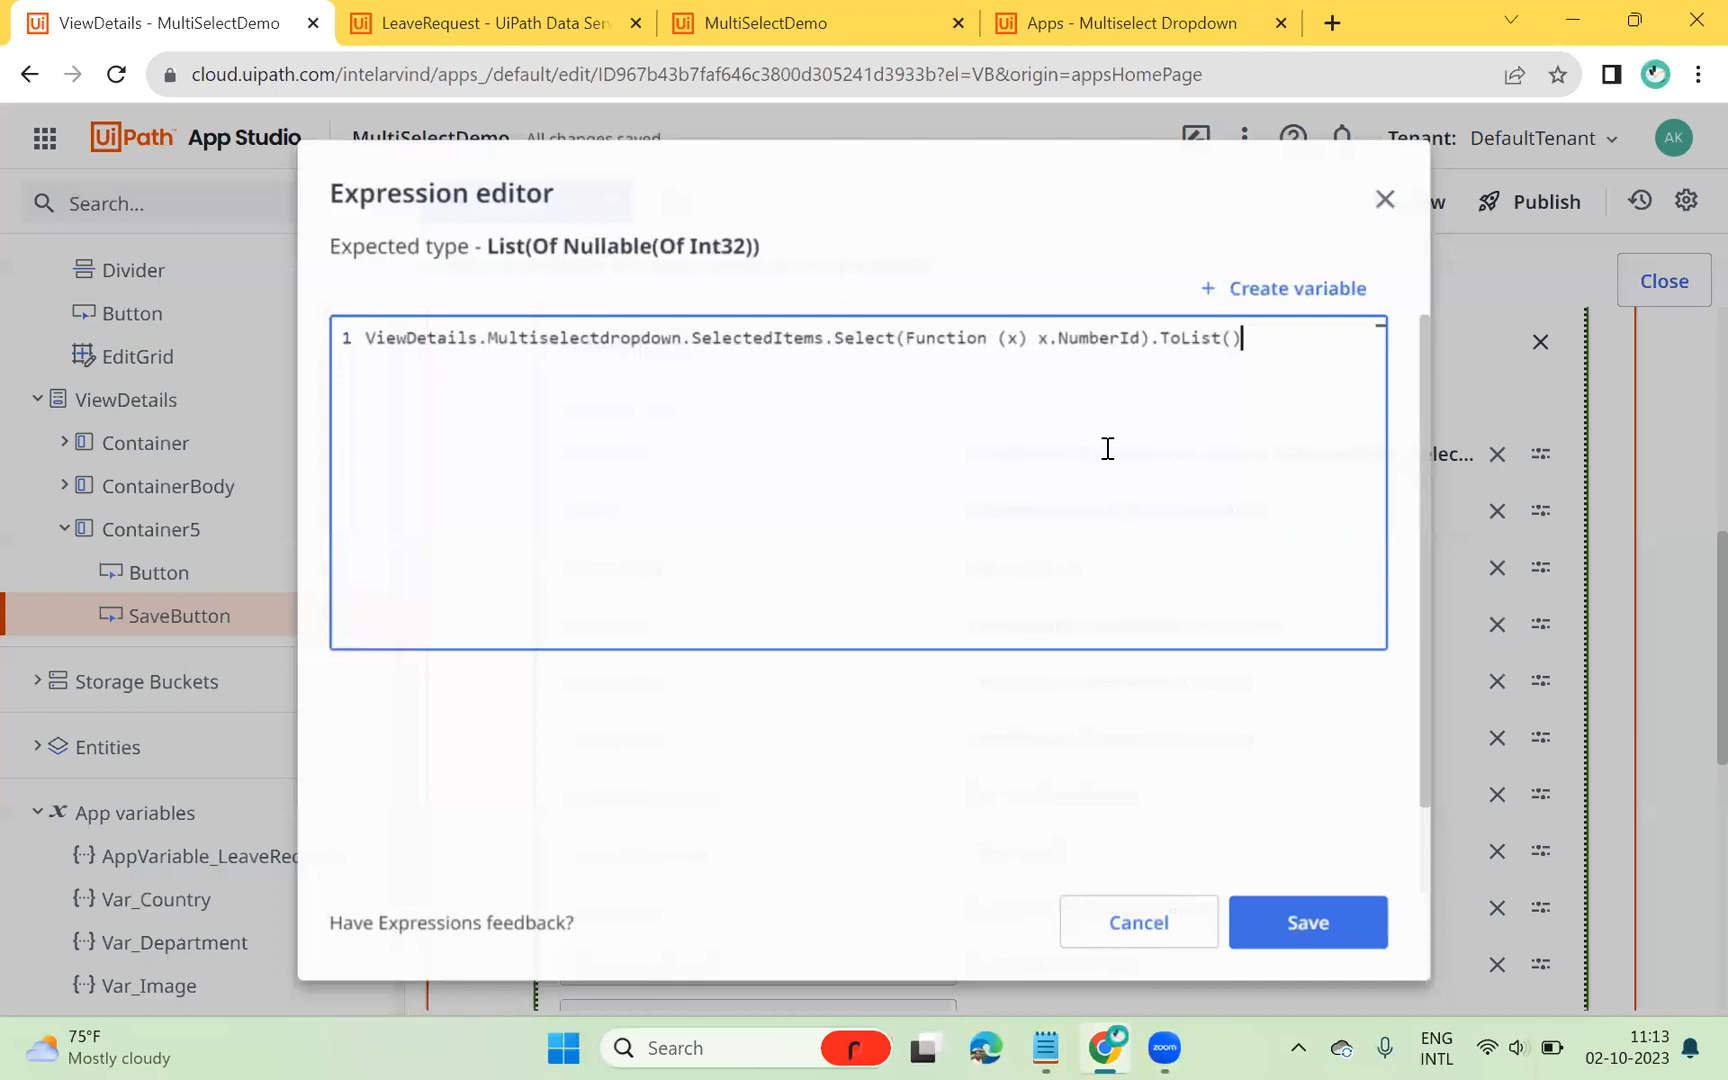 ViewDetails - MultiSelectDemo
LeaveRequest - UiPath Data Ser
MultiSelectDemo
Apps - Multiselect Dropdown
cloud.uipath.com/intelarvind/apps_/default/edit/ID967b43b7faf646c3800d305241d3933b?el=VB&origin=appsHomePage
UiPath App Studio
MultiSelectDemo All changes saved
Tenant: DefaultTenant
AK
Search...
Publish
Close
Expression editor
Expected type - List(Of Nullable(Of Int32))
+ Create variable
1 ViewDetails.Multiselectdropdown.SelectedItems.Select(Function (x) x.NumberId).ToList()
Have Expressions feedback?
Cancel
Save
Divider
Button
EditGrid
ViewDetails
Container
ContainerBody
Container5
Button
SaveButton
Storage Buckets
Entities
App variables
AppVariable_LeaveRec
Var_Country
Var_Department
Var_Image
lec...
75°F
Mostly cloudy
Search
zoom
ENG
INTL
11:13
02-10-2023